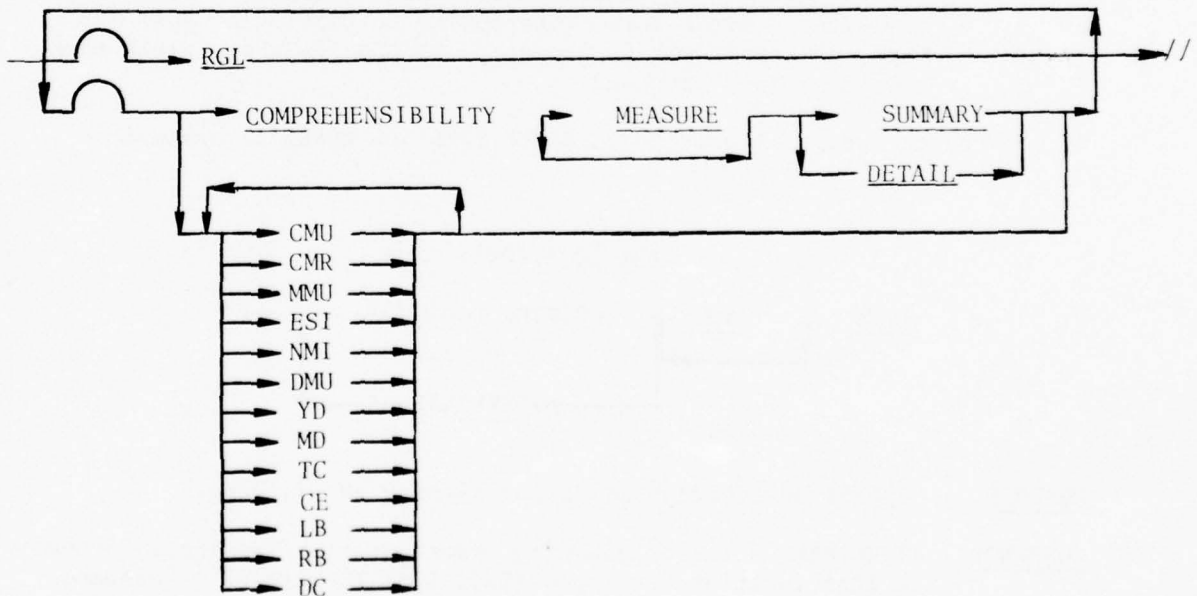 RGL //
COMPREHENSIBILITY MEASURE SUMMARY
DETAIL
CMU
CMR
MMU
ESI
NMI
DMU
YD
MD
TC
CE
LB
RB
DC